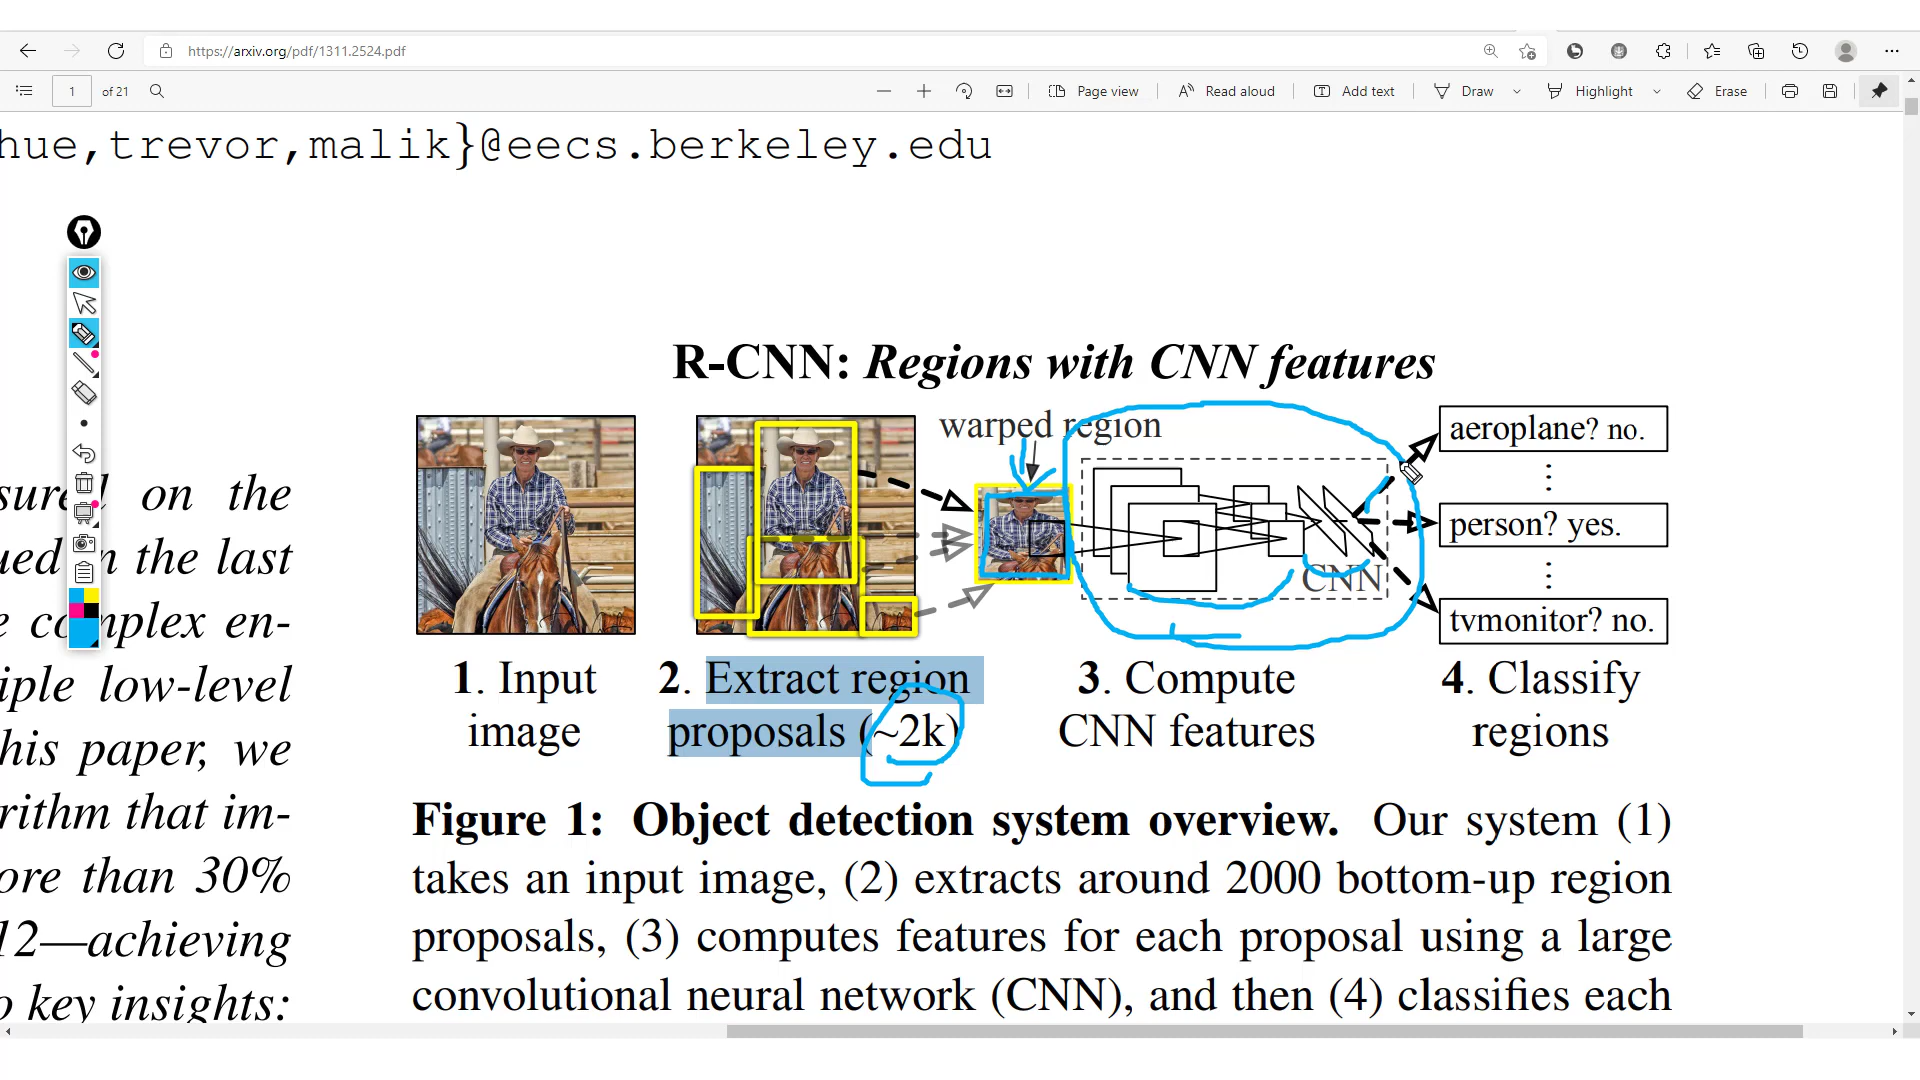 https://arxiv.org/pdf/1311.2524.pdf
1 of 21 Page view Read aloud Add text Draw Highlight Erase
hue,trevor,malik}@eecs.berkeley.edu
R-CNN: Regions with CNN features
warped region
aeroplane? no.
person? yes.
CNN
tvmonitor? no.
1. Input image
2. Extract region proposals (~2k)
3. Compute CNN features
4. Classify regions
on the
in the last
en-
iple low-level
his paper, we
rithm that im-
ore than 30%
12—achieving
o key insights:
Figure 1: Object detection system overview. Our system (1)
takes an input image, (2) extracts around 2000 bottom-up region
proposals, (3) computes features for each proposal using a large
convolutional neural network (CNN), and then (4) classifies each